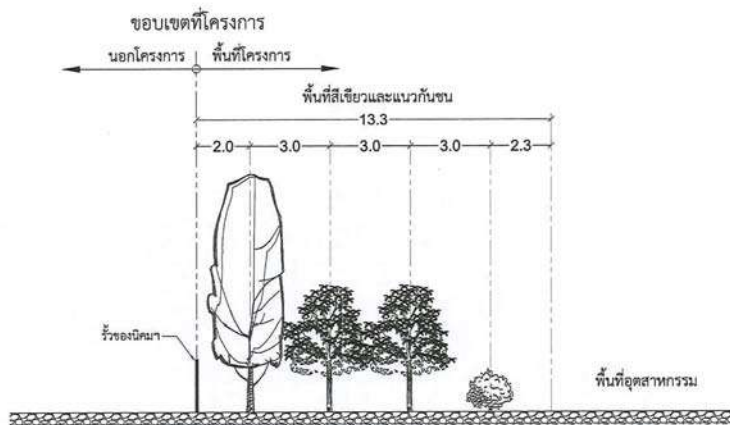 ขอบเขตที่โครงการ
นอกโครงการ พื้นที่โครงการ
พื้นที่สีเขียวและแนวกันชน
13.3
2.0 3.0 3.0 3.0 2.3
รั้วของนิคมฯ
พื้นที่อุตสาหกรรม